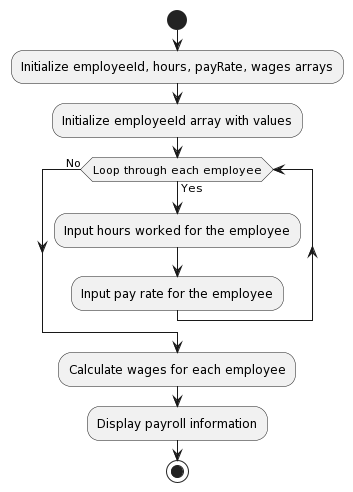 Initialize employeeId, hours, payRate, wages arrays
Initialize employeeId array with values
No
Loop through each employee
Yes
Input hours worked for the employee
Input pay rate for the employee
Calculate wages for each employee
Display payroll information